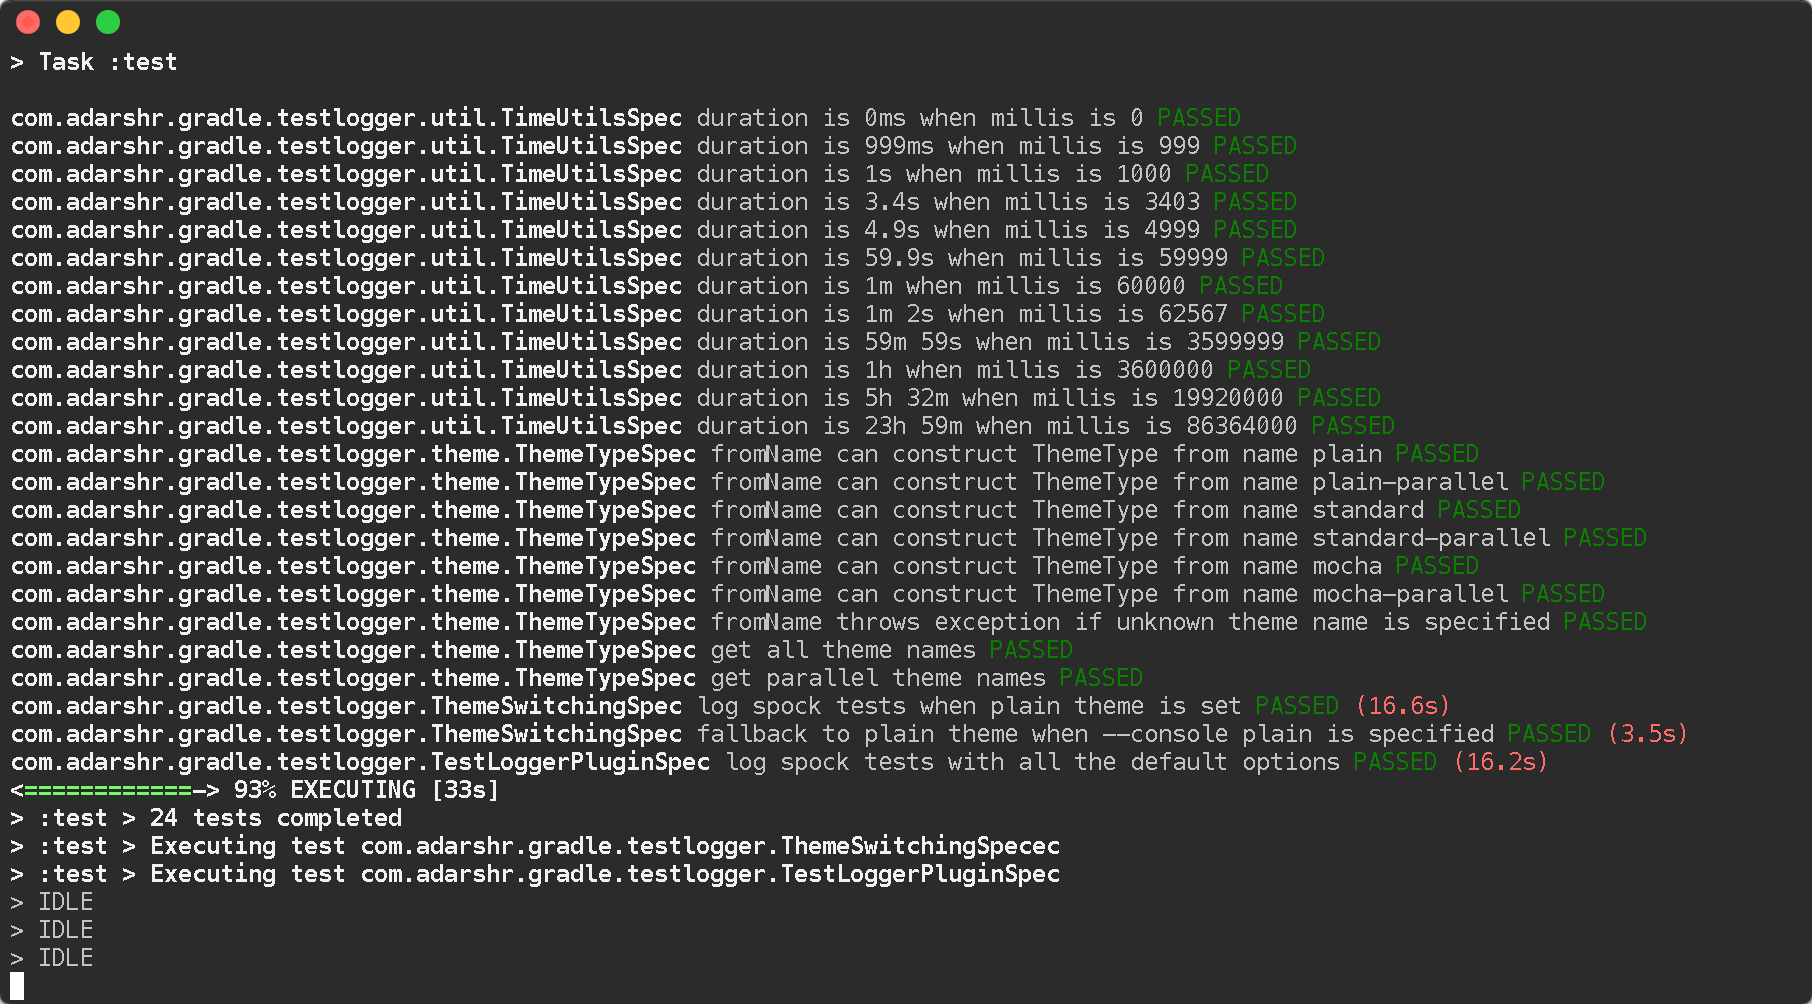 > Task :test
com.adarshr.gradle.testlogger.util.TimeUtilsSpec duration is 0ms when millis is 0 PASSED
com.adarshr.gradle.testlogger.util.TimeUtilsSpec duration is 999ms when millis is 999 PASSED
com.adarshr.gradle.testlogger.util.TimeUtilsSpec duration is 1s when millis is 1000 PASSED
com.adarshr.gradle.testlogger.util.TimeUtilsSpec duration is 3.4s when millis is 3403 PASSED
com.adarshr.gradle.testlogger.util.TimeUtilsSpec duration is 4.9s when millis is 4999 PASSED
com.adarshr.gradle.testlogger.util.TimeUtilsSpec duration is 59.9s when millis is 59999 PASSED
com.adarshr.gradle.testlogger.util.TimeUtilsSpec duration is 1m when millis is 60000 PASSED
com.adarshr.gradle.testlogger.util.TimeUtilsSpec duration is 1m 2s when millis is 62567 PASSED
com.adarshr.gradle.testlogger.util.TimeUtilsSpec duration is 59m 59s when millis is 3599999 PASSED
com.adarshr.gradle.testlogger.util.TimeUtilsSpec duration is 1h when millis is 3600000 PASSED
com.adarshr.gradle.testlogger.util.TimeUtilsSpec duration is 5h 32m when millis is 19920000 PASSED
com.adarshr.gradle.testlogger.util.TimeUtilsSpec duration is 23h 59m when millis is 86364000 PASSED
com.adarshr.gradle.testlogger.theme.ThemeTypeSpec fromName can construct ThemeType from name plain PASSED
com.adarshr.gradle.testlogger.theme.ThemeTypeSpec fromName can construct ThemeType from name plain-parallel PASSED
com.adarshr.gradle.testlogger.theme.ThemeTypeSpec fromName can construct ThemeType from name standard PASSED
com.adarshr.gradle.testlogger.theme.ThemeTypeSpec fromName can construct ThemeType from name standard-parallel PASSED
com.adarshr.gradle.testlogger.theme.ThemeTypeSpec fromName can construct ThemeType from name mocha PASSED
com.adarshr.gradle.testlogger.theme.ThemeTypeSpec fromName can construct ThemeType from name mocha-parallel PASSED
com.adarshr.gradle.testlogger.theme.ThemeTypeSpec fromName throws exception if unknown theme name is specified PASSED
com.adarshr.gradle.testlogger.theme.ThemeTypeSpec get all theme names PASSED
com.adarshr.gradle.testlogger.theme.ThemeTypeSpec get parallel theme names PASSED
com.adarshr.gradle.testlogger.ThemeSwitchingSpec log spock tests when plain theme is set PASSED (16.6s)
com.adarshr.gradle.testlogger.ThemeSwitchingSpec fallback to plain theme when --console plain is specified PASSED (3.5s)
com.adarshr.gradle.testlogger.TestLoggerPluginSpec log spock tests with all the default options PASSED (16.2s)
<============-> 93% EXECUTING [33s]
> :test > 24 tests completed
> :test > Executing test com.adarshr.gradle.testlogger.ThemeSwitchingSpecec
> :test > Executing test com.adarshr.gradle.testlogger.TestLoggerPluginSpec
> IDLE
> IDLE
> IDLE